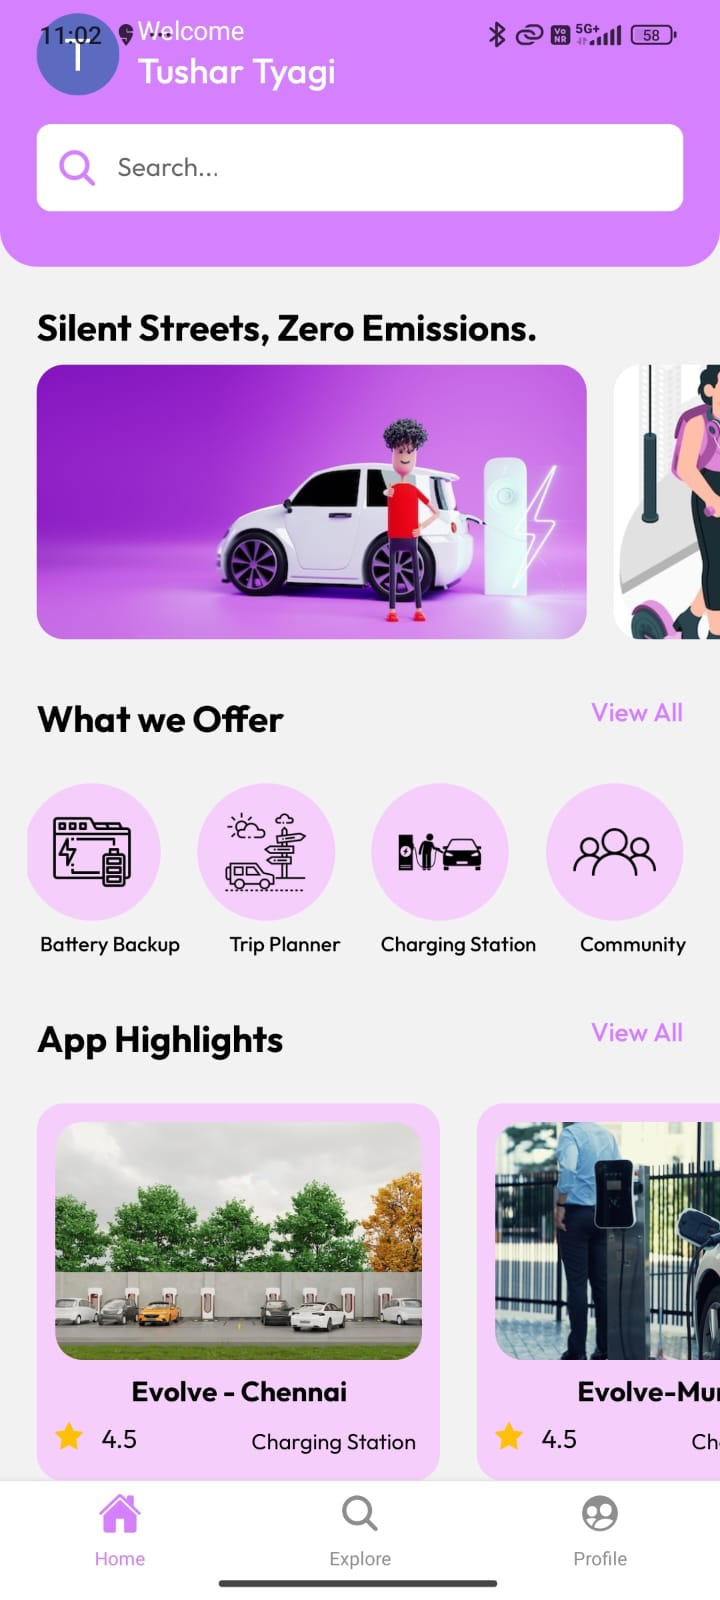 11:02
Vo NR 5G+ 58
T
Welcome
Tushar Tyagi
Search...
Silent Streets, Zero Emissions.
What we Offer View All
Battery Backup Trip Planner Charging Station Community
App Highlights View All
Evolve - Chennai Evolve-Mu
4.5 Charging Station 4.5 Ch
Home Explore Profile